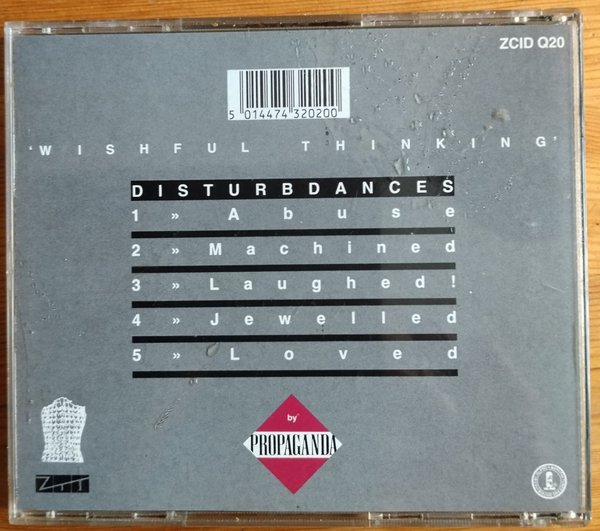 ZCID Q20
5 014474 320200
'WISHFUL THINKING'
DISTURBDANCES
1 » Abuse
2 » Machined
3 » Laughed!
4 » Jewelled
5 » Loved
by
PROPAGANDA
ZTT